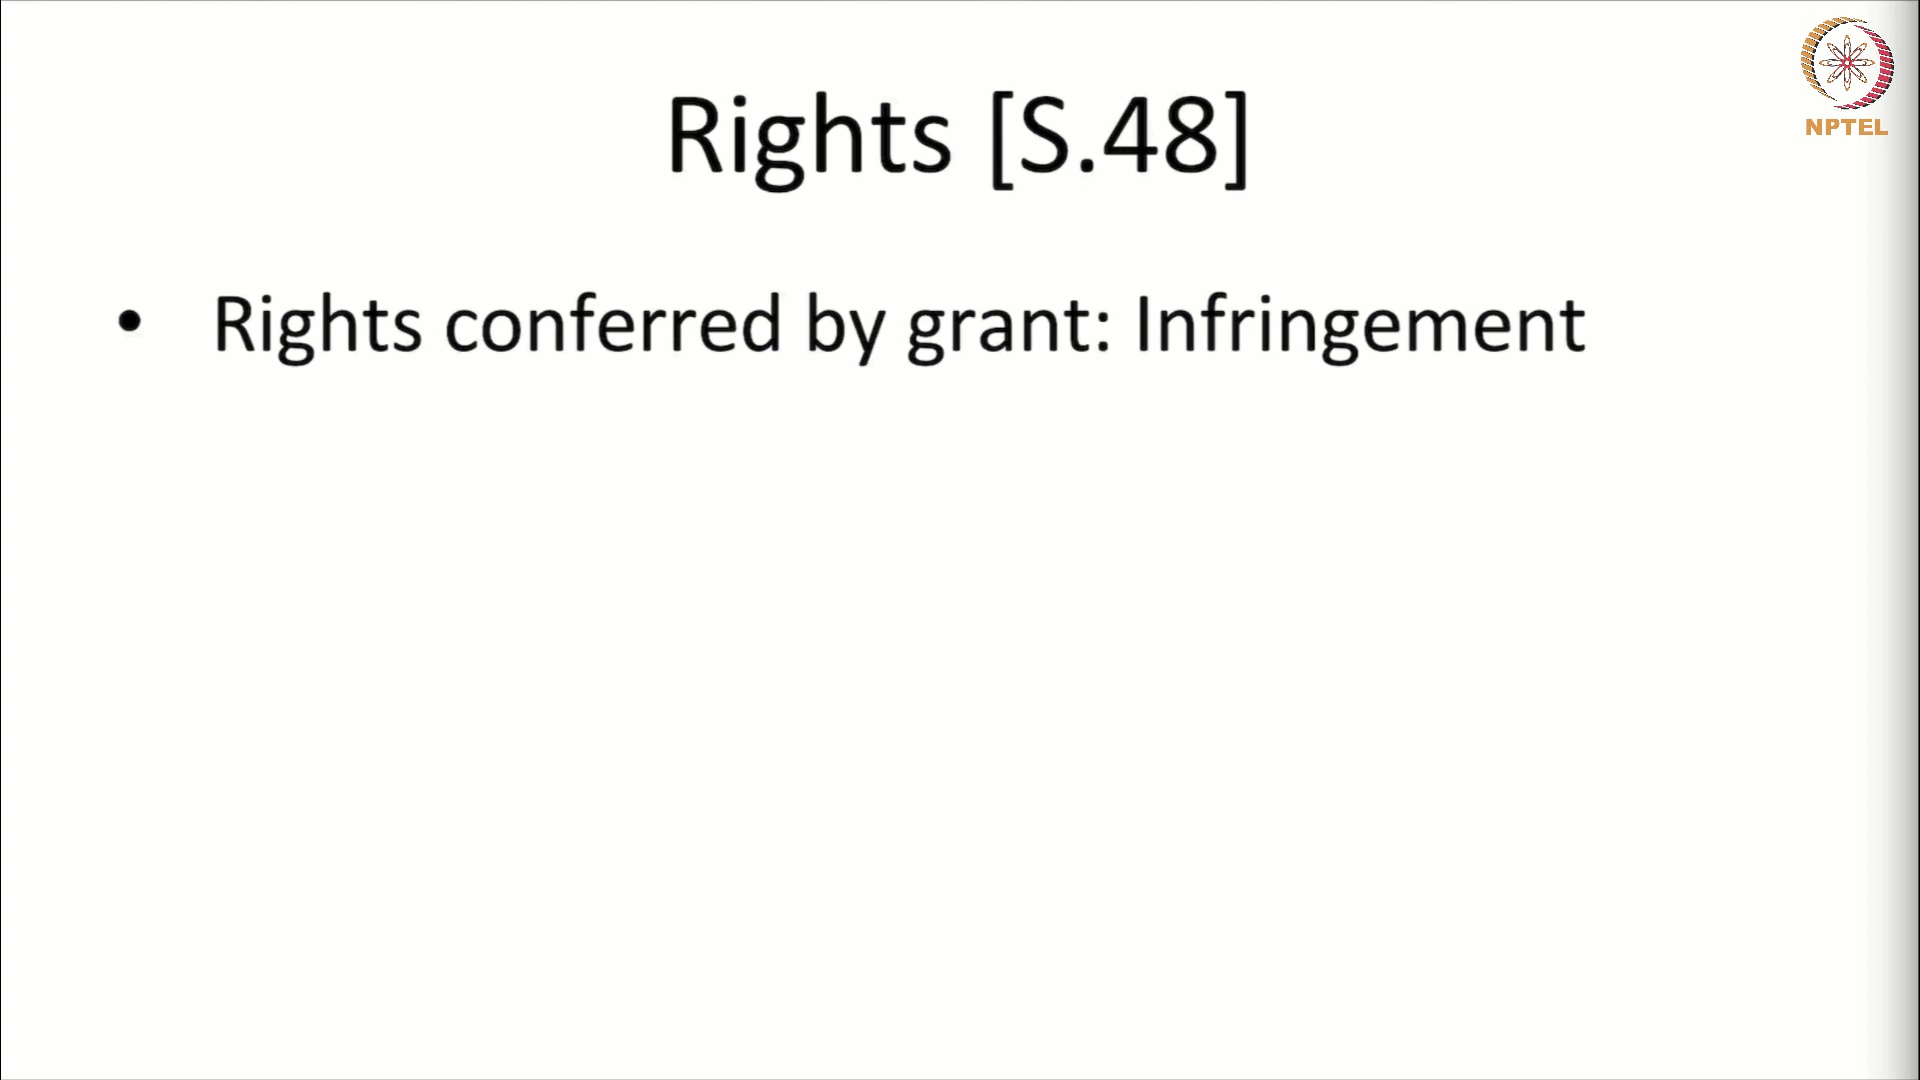 Rights [S.48]
• Rights conferred by grant: Infringement
NPTEL